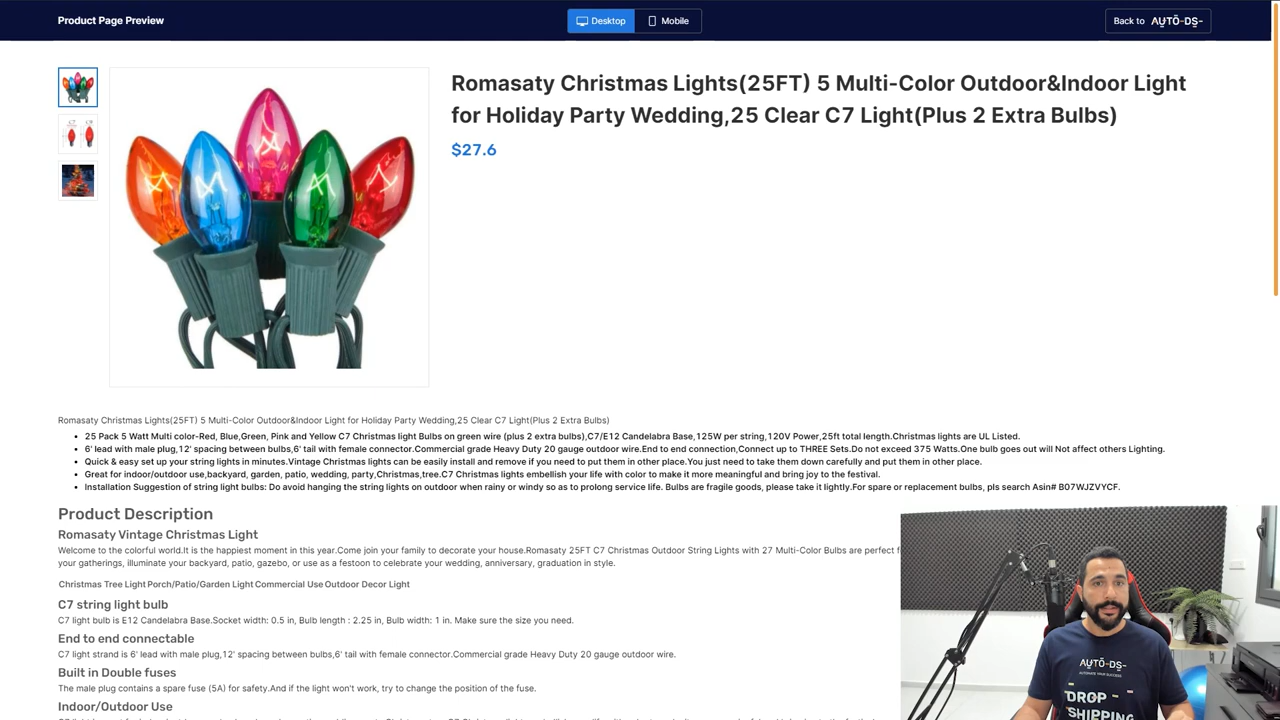 Product Page Preview
Desktop
Mobile
Back to AUTO-DS-
Romasaty Christmas Lights(25FT) 5 Multi-Color Outdoor&Indoor Light
for Holiday Party Wedding,25 Clear C7 Light(Plus 2 Extra Bulbs)
$27.6
Romasaty Christmas Lights(25FT) 5 Multi-Color Outdoor&Indoor Light for Holiday Party Wedding,25 Clear C7 Light(Plus 2 Extra Bulbs)
25 Pack 5 Watt Multi color-Red, Blue,Green, Pink and Yellow C7 Christmas light Bulbs on green wire (plus 2 extra bulbs),C7/E12 Candelabra Base,125W per string,120V Power,25ft total length.Christmas lights are UL Listed.
6' lead with male plug,12' spacing between bulbs,6' tail with female connector.Commercial grade Heavy Duty 20 gauge outdoor wire.End to end connection,Connect up to THREE Sets.Do not exceed 375 Watts.One bulb goes out will Not affect others Lighting.
Quick & easy set up your string lights in minutes.Vintage Christmas lights can be easily install and remove if you need to put them in other place.You just need to take them down carefully and put them in other place.
Great for indoor/outdoor use,backyard, garden, patio, wedding, party,Christmas,tree.C7 Christmas lights embellish your life with color to make it more meaningful and bring joy to the festival.
Installation Suggestion of string light bulbs: Do avoid hanging the string lights on outdoor when rainy or windy so as to prolong service life. Bulbs are fragile goods, please take it lightly.For spare or replacement bulbs, pls search Asin# B07WJZVYCF.
Product Description
Romasaty Vintage Christmas Light
Welcome to the colorful world.It is the happiest moment in this year.Come join your family to decorate your house.Romasaty 25FT C7 Christmas Outdoor String Lights with 27 Multi-Color Bulbs are perfect f
your gatherings, illuminate your backyard, patio, gazebo, or use as a festoon to celebrate your wedding, anniversary, graduation in style.
Christmas Tree Light Porch/Patio/Garden Light Commercial Use Outdoor Decor Light
C7 string light bulb
C7 light bulb is E12 Candelabra Base.Socket width: 0.5 in, Bulb length : 2.25 in, Bulb width: 1 in. Make sure the size you need.
End to end connectable
C7 light strand is 6' lead with male plug,12' spacing between bulbs,6' tail with female connector.Commercial grade Heavy Duty 20 gauge outdoor wire.
Built in Double fuses
The male plug contains a spare fuse (5A) for safety.And if the light won't work, try to change the position of the fuse.
Indoor/Outdoor Use
AUTO-DS-
AUTOMATE YOUR SUCCESS
DROP
SHIPPING